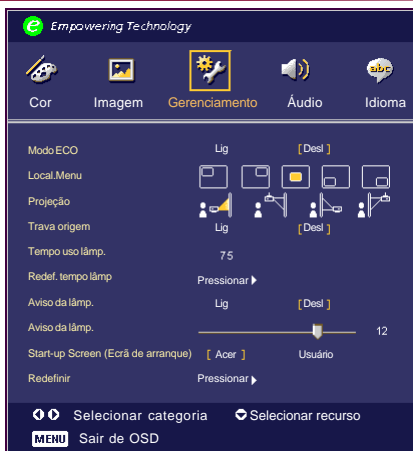 e Empowering Technology
Cor Imagem Gerenciamento abc Áudio Idioma
Modo ECO Lig [ Desl ]
Local.Menu
Projeção
Trava origem Lig [ Desl ]
Tempo uso lâmp. 75
Redef. tempo lâmp Pressionar
Aviso da lâmp. Lig [ Desl ]
Aviso da lâmp. 12
Start-up Screen (Ecrã de arranque) [ Acer ] Usuário
Redefinir Pressionar
Selecionar categoria Selecionar recurso
MENU Sair de OSD